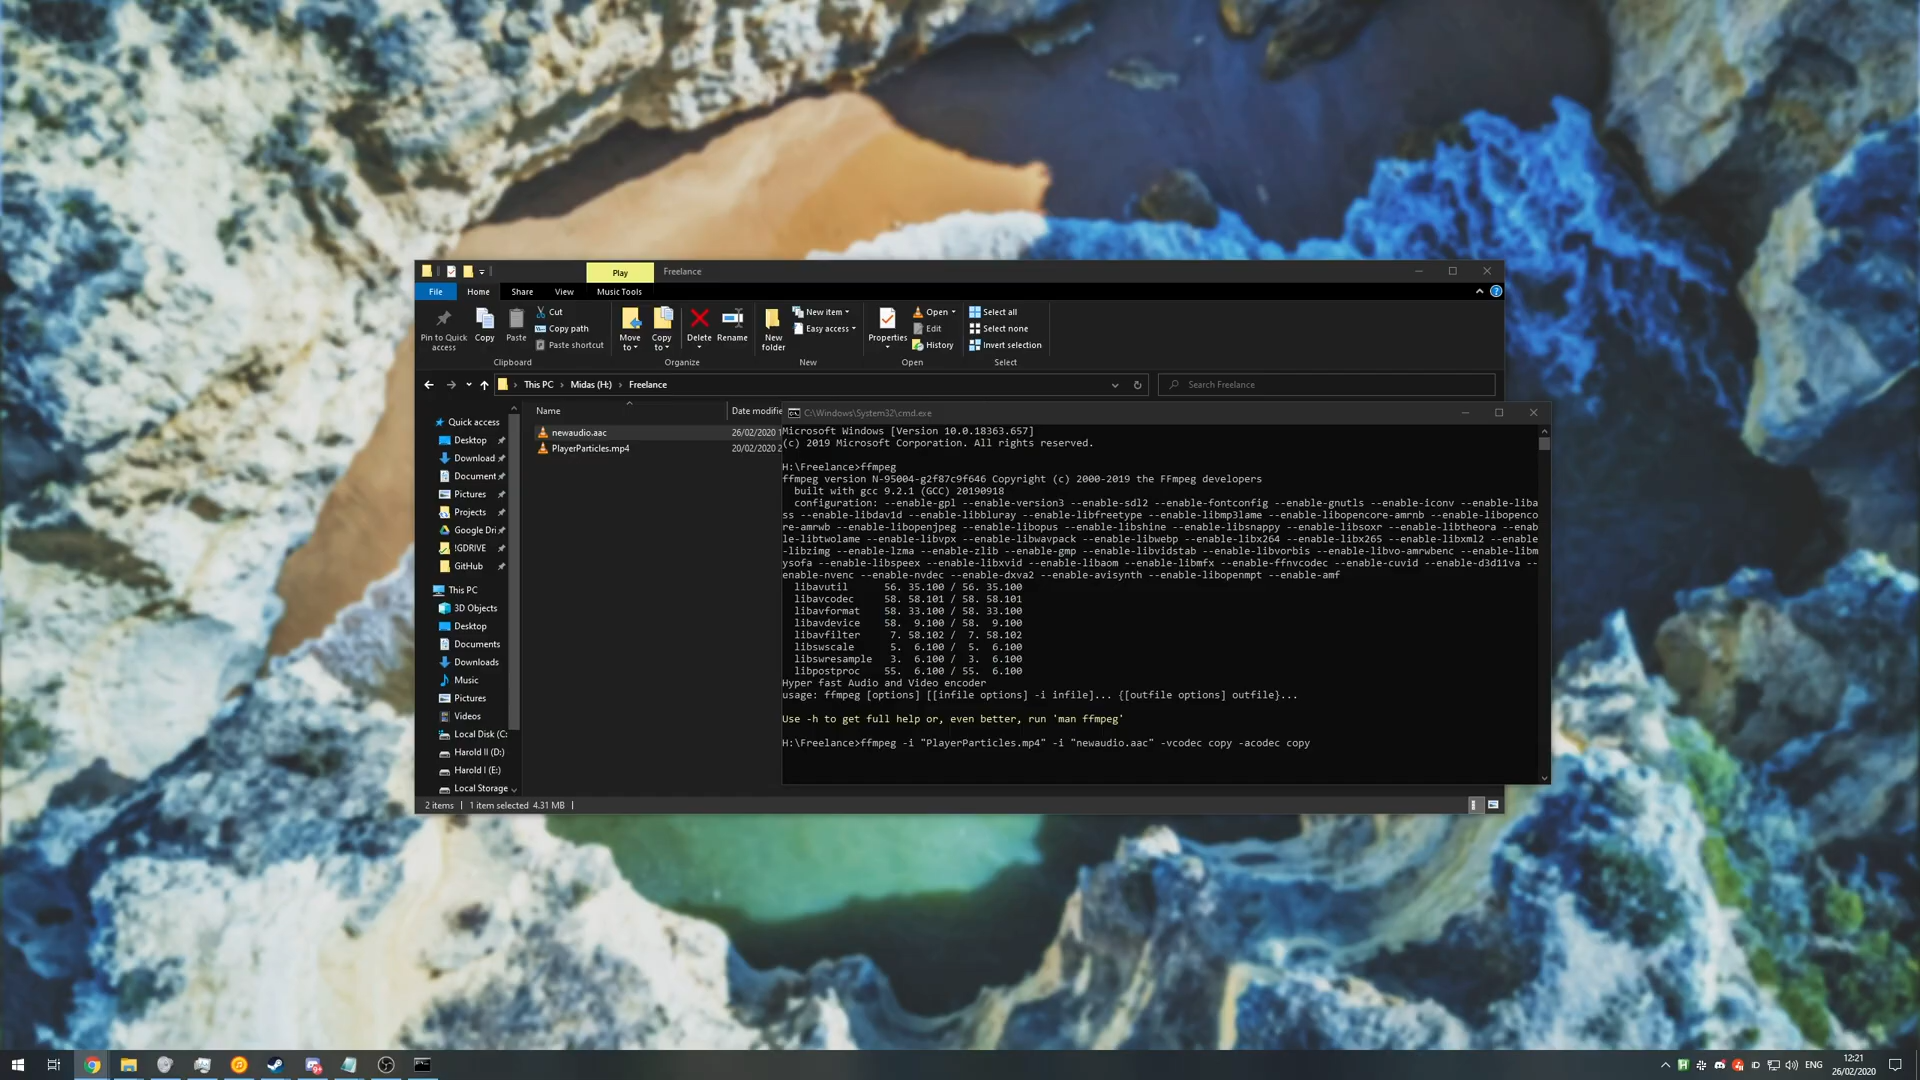 Play
Freelance
File
Home
Share
View
Music Tools
Pin to Quick access
Copy
Paste
Cut
Copy path
Paste shortcut
Clipboard
Move to
Copy to
Delete
Rename
Organize
New folder
New item
Easy access
New
Properties
Open
Edit
History
Open
Select all
Select none
Invert selection
Select
This PC
Midas (H:)
Freelance
Search Freelance
Name
Date modifie
newaudio.aac
26/02/2020 1
PlayerParticles.mp4
20/02/2020 2
Quick access
Desktop
Download
Document
Pictures
Projects
Google Dri
!GDRIVE
GitHub
This PC
3D Objects
Desktop
Documents
Downloads
Music
Pictures
Videos
Local Disk (C:
Harold II (D:)
Harold I (E:)
Local Storage
2 items
1 item selected 4.31 MB
C:\Windows\System32\cmd.exe
Microsoft Windows [Version 10.0.18363.657]
(c) 2019 Microsoft Corporation. All rights reserved.
H:\Freelance>ffmpeg
ffmpeg version N-95004-g2f87c9f646 Copyright (c) 2000-2019 the FFmpeg developers
built with gcc 9.2.1 (GCC) 20190918
configuration: --enable-gpl --enable-version3 --enable-sdl2 --enable-fontconfig --enable-gnutls --enable-iconv --enable-liba
ss --enable-libdav1d --enable-libbluray --enable-libfreetype --enable-libmp3lame --enable-libopencore-amrnb --enable-libopenco
re-amrwb --enable-libopenjpeg --enable-libopus --enable-libshine --enable-libsnappy --enable-libsoxr --enable-libtheora --enab
le-libtwolame --enable-libvpx --enable-libwavpack --enable-libwebp --enable-libx264 --enable-libx265 --enable-libxml2 --enable
-libzimg --enable-lzma --enable-zlib --enable-gmp --enable-libvidstab --enable-libvorbis --enable-libvo-amrwbenc --enable-libm
ysofa --enable-libspeex --enable-libxvid --enable-libaom --enable-libmfx --enable-ffnvcodec --enable-cuvid --enable-d3d11va --
enable-nvenc --enable-nvdec --enable-dxva2 --enable-avisynth --enable-libopenmpt --enable-amf
libavutil 56. 35.100 / 56. 35.100
libavcodec 58. 58.101 / 58. 58.101
libavformat 58. 33.100 / 58. 33.100
libavdevice 58. 9.100 / 58. 9.100
libavfilter 7. 58.102 / 7. 58.102
libswscale 5. 6.100 / 5. 6.100
libswresample 3. 6.100 / 3. 6.100
libpostproc 55. 6.100 / 55. 6.100
Hyper fast Audio and Video encoder
usage: ffmpeg [options] [[infile options] -i infile]... {[outfile options] outfile}...
Use -h to get full help or, even better, run 'man ffmpeg'
H:\Freelance>ffmpeg -i "PlayerParticles.mp4" -i "newaudio.aac" -vcodec copy -acodec copy
ENG
12:21
26/02/2020